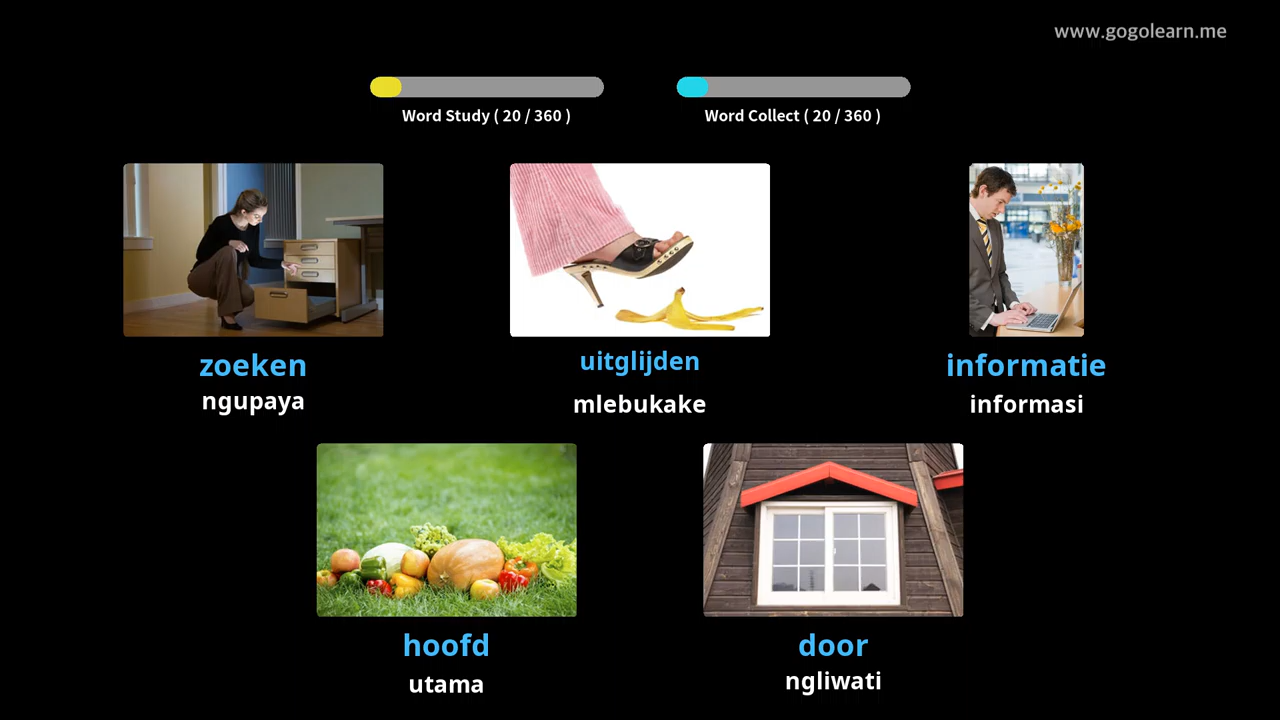 www.gogolearn.me
Word Study ( 20 / 360 )
Word Collect ( 20 / 360 )
zoeken
ngupaya
uitglijden
mlebukake
informatie
informasi
hoofd
utama
door
ngliwati